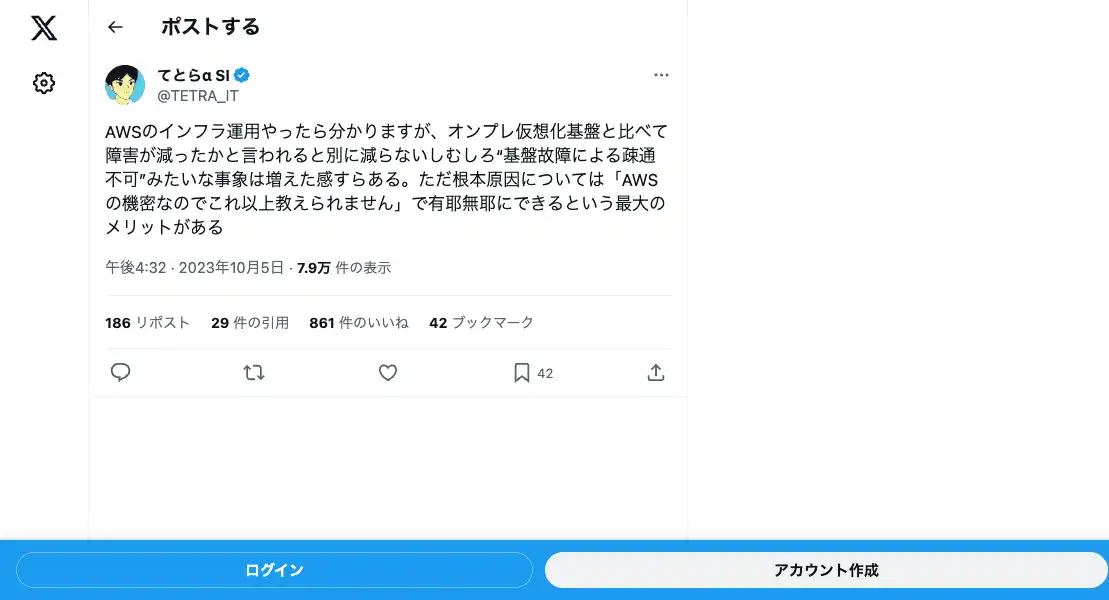 ポストする
てとらα SI
@TETRA_IT
AWSのインフラ運用やったら分かりますが、オンプレ仮想化基盤と比べて
障害が減ったかと言われると別に減らないしむしろ“基盤故障による疎通
不可”みたいな事象は増えた感すらある。ただ根本原因については「AWS
の機密なのでこれ以上教えられません」で有耶無耶にできるという最大の
メリットがある
午後4:32 · 2023年10月5日 · 7.9万 件の表示
186 リポスト 29 件の引用 861 件のいいね 42 ブックマーク
42
ログイン アカウント作成